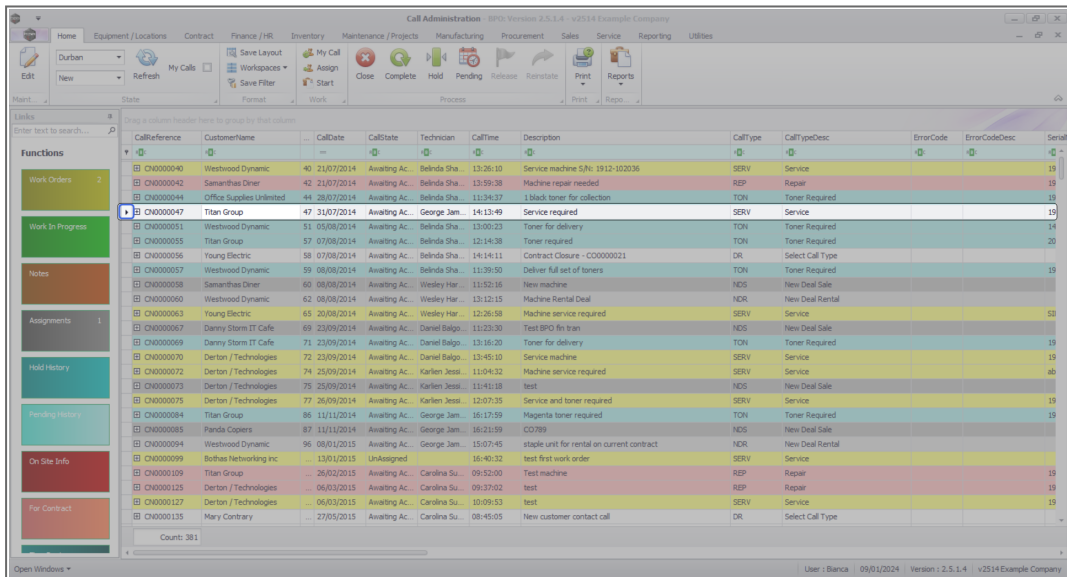 Call Administration - BPO: Version 2.5.1.4 - v2514 Example Company
Home Equipment / Locations Contract Finance / HR Inventory Maintenance / Projects Manufacturing Procurement Sales Service Reporting Utilities
Durban Save Layout My Call
My Calls Workspaces Assign
Edit New Refresh Save Filter Start Close Complete Hold Pending Release Reinstate Print Reports
Maint... State Format Work Process Print Repo...
Links
Drag a column header here to group by that column
Enter text to search...
CallReference CustomerName ... CallDate CallState Technician CallTime Description CallType CallTypeDesc ErrorCode ErrorCodeDesc Serial
Functions
CN0000040 Westwood Dynamic 40 21/07/2014 Awaiting Ac... Belinda Sha... 13:26:10 Service machine S/N: 1912-102036 SERV Service 19
Work Orders 2
CN0000042 Samanthas Diner 42 21/07/2014 Awaiting Ac... Belinda Sha... 13:59:38 Machine repair needed REP Repair 19
CN0000044 Office Supplies Unlimited 44 28/07/2014 Awaiting Ac... Belinda Sha... 11:34:37 1 black toner for collection TON Toner Required 19
CN0000047 Titan Group 47 31/07/2014 Awaiting Ac... George Jam... 14:13:49 Service required SERV Service 19
Work In Progress
CN0000051 Westwood Dynamic 51 05/08/2014 Awaiting Ac... Belinda Sha... 13:00:23 Toner for delivery TON Toner Required 14
CN0000055 Titan Group 57 07/08/2014 Awaiting Ac... Belinda Sha... 12:14:38 Toner required TON Toner Required 20
CN0000056 Young Electric 58 07/08/2014 Awaiting Ac... Belinda Sha... 14:14:11 Contract Closure - CO0000021 DR Select Call Type
Notes
CN0000057 Westwood Dynamic 59 08/08/2014 Awaiting Ac... Belinda Sha... 11:39:50 Deliver full set of toners TON Toner Required 19
CN0000058 Samanthas Diner 60 08/08/2014 Awaiting Ac... Wesley Har... 11:52:16 New machine NDS New Deal Sale
CN0000060 Westwood Dynamic 62 08/08/2014 Awaiting Ac... Wesley Har... 13:12:15 Machine Rental Deal NDR New Deal Rental
Assignments 1
CN0000063 Young Electric 65 20/08/2014 Awaiting Ac... Wesley Har... 12:26:58 Machine service required SERV Service
CN0000067 Danny Storm IT Cafe 69 23/09/2014 Awaiting Ac... Daniel Balgo... 11:23:30 Test BPO fin tran NDS New Deal Sale
CN0000069 Danny Storm IT Cafe 71 23/09/2014 Awaiting Ac... Daniel Balgo... 13:16:20 Toner for delivery TON Toner Required 19
Hold History
CN0000070 Derton / Technologies 72 23/09/2014 Awaiting Ac... Daniel Balgo... 13:45:10 Service machine SERV Service 19
CN0000072 Derton / Technologies 74 25/09/2014 Awaiting Ac... Karlien Jessi... 11:04:32 Machine service required SERV Service ab
CN0000073 Derton / Technologies 75 25/09/2014 Awaiting Ac... Karlien Jessi... 11:41:18 test NDS New Deal Sale
CN0000075 Derton / Technologies 77 26/09/2014 Awaiting Ac... Karlien Jessi... 12:07:35 Service and toner required SERV Service 19
Pending History
CN0000084 Titan Group 86 11/11/2014 Awaiting Ac... George Jam... 16:17:59 Magenta toner required TON Toner Required 19
CN0000085 Panda Copiers 87 11/11/2014 Awaiting Ac... George Jam... 16:21:59 CO789 NDS New Deal Sale
CN0000094 Westwood Dynamic 96 08/01/2015 Awaiting Ac... George Jam... 15:07:45 staple unit for rental on current contract NDR New Deal Rental
On Site Info
CN0000099 Bothas Networking inc ... 13/01/2015 UnAssigned 16:40:32 test first work order SERV Service
CN0000109 Titan Group ... 26/02/2015 Awaiting Ac... Carolina Su... 09:52:00 Test machine REP Repair 19
CN0000125 Derton / Technologies ... 06/03/2015 Awaiting Ac... Carolina Su... 09:37:02 test REP Repair 19
For Contract
CN0000127 Derton / Technologies ... 06/03/2015 Awaiting Ac... Carolina Su... 10:09:53 test SERV Service 19
CN0000135 Mary Contrary ... 27/05/2015 Awaiting Ac... Carolina Su... 08:45:05 New customer contact call DR Select Call Type
Count: 381
Open Windows User : Bianca 09/01/2024 Version : 2.5.1.4 v2514 Example Company